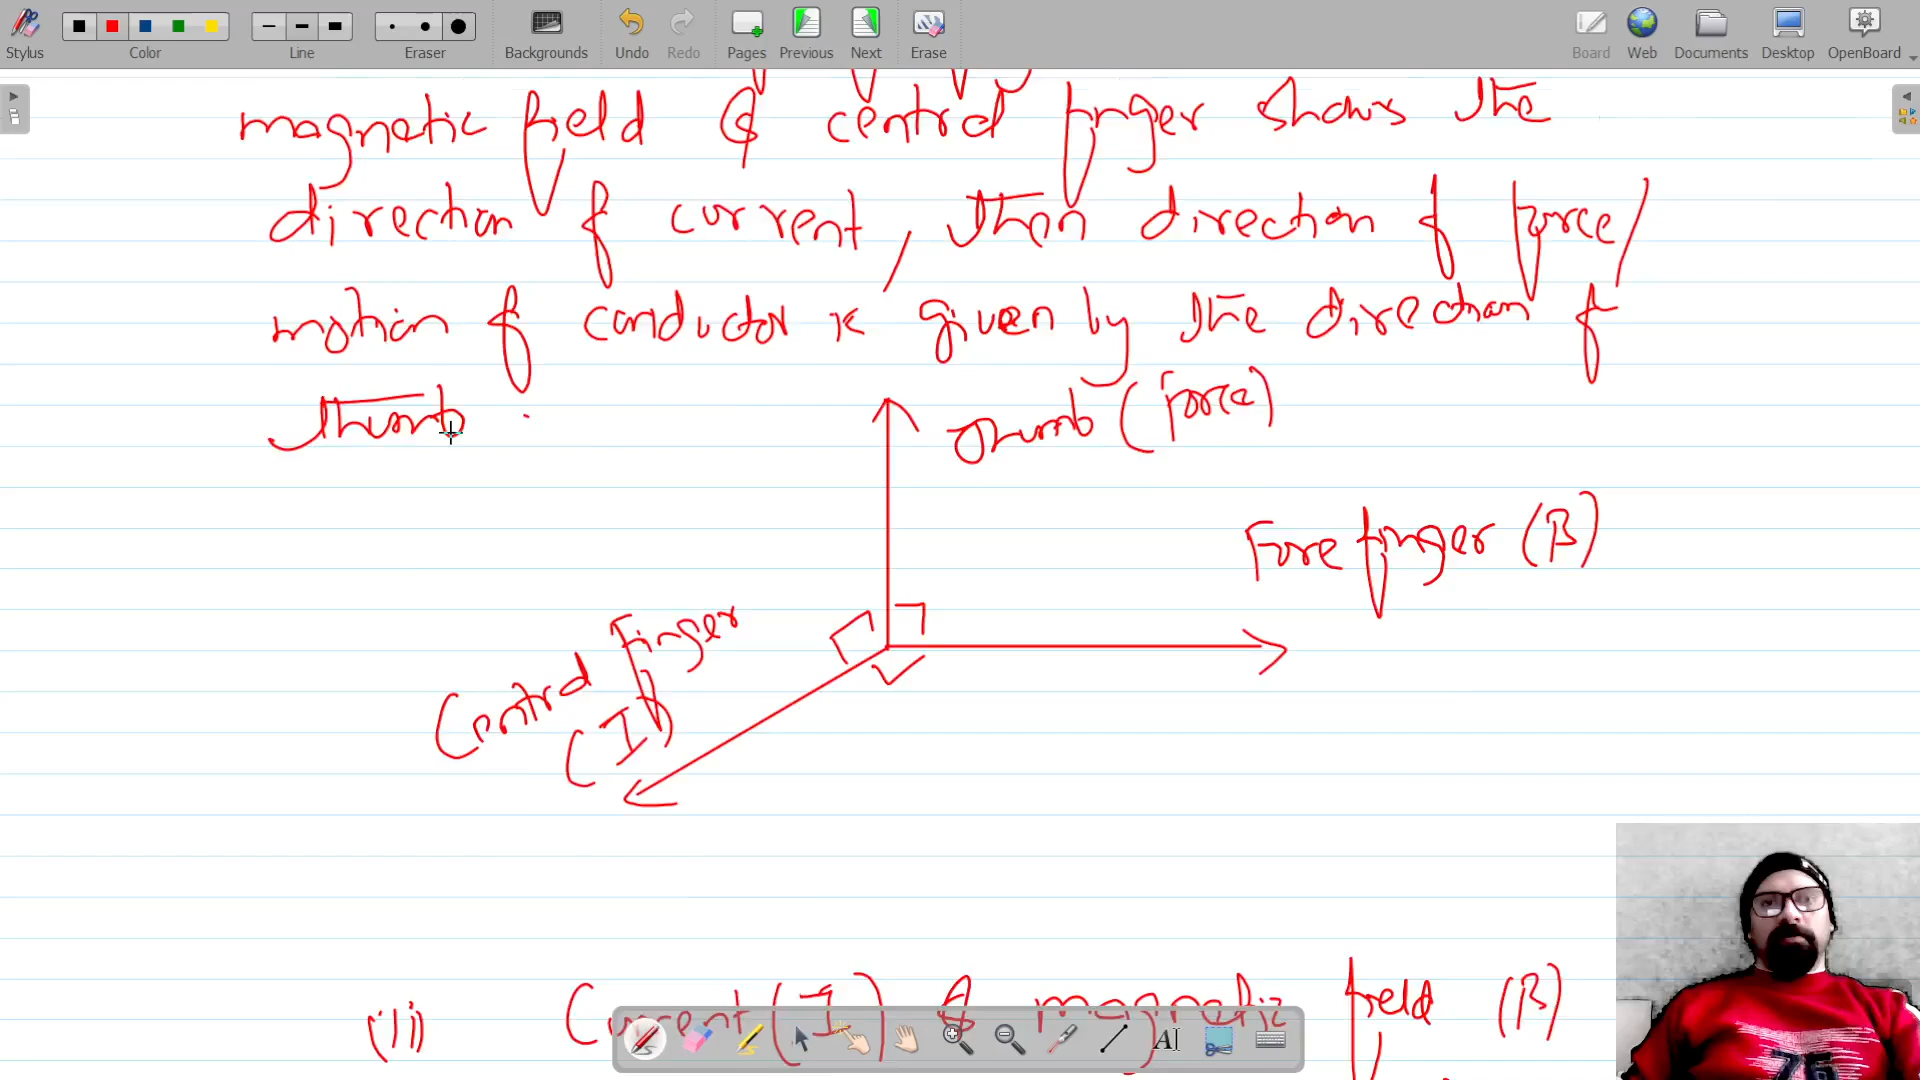 Stylus
Color
Line
Eraser
Backgrounds
Undo
Redo
Pages
Previous
Next
Erase
Board
Web
Documents
Desktop
OpenBoard
magnetic field & central finger shows the
direction of current, then direction of force/
motion of conductor is given by the direction of
thumb.
Thumb (Force)
Fore finger (B)
Central Finger
(I)
(ii) Current (I) & magnetic field (B)
75